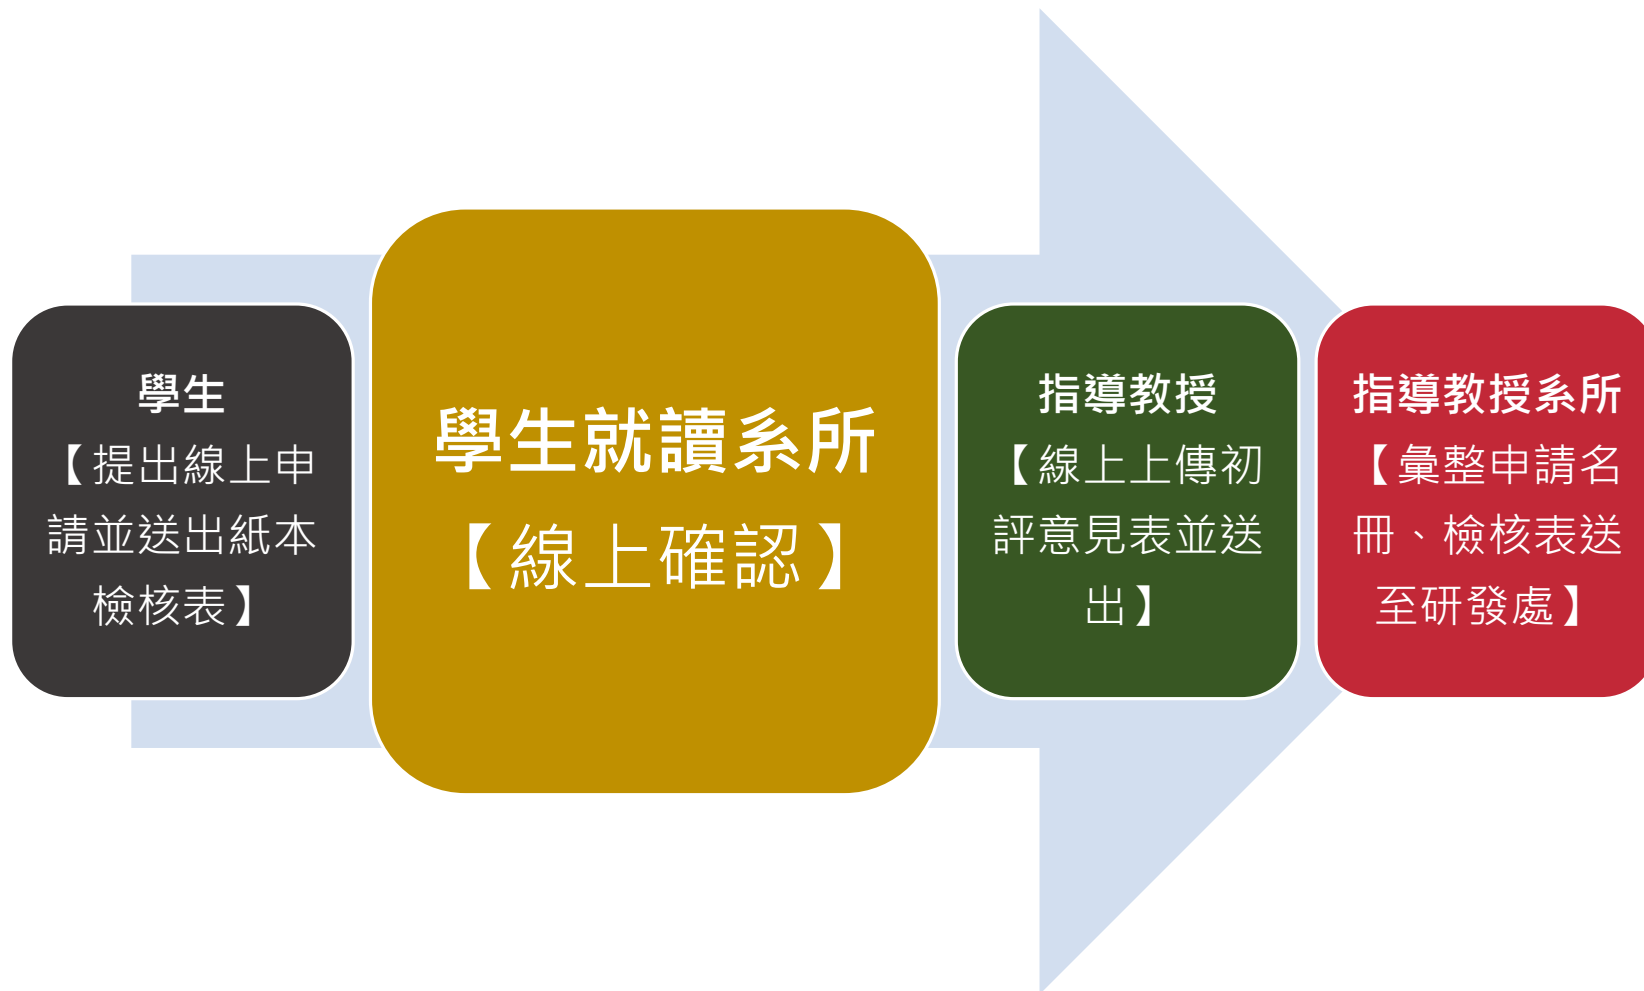 學生
【提出線上申
請並送出紙本
檢核表】
學生就讀系所
【線上確認】
指導教授
【線上上傳初
評意見表並送
出】
指導教授系所
【彙整申請名
冊、檢核表送
至研發處】